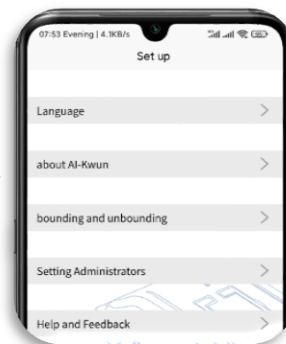 07:53 Evening | 4.1KB/s
Set up
Language
about AI-Kwun
bounding and unbounding
Setting Administrators
Help and Feedback